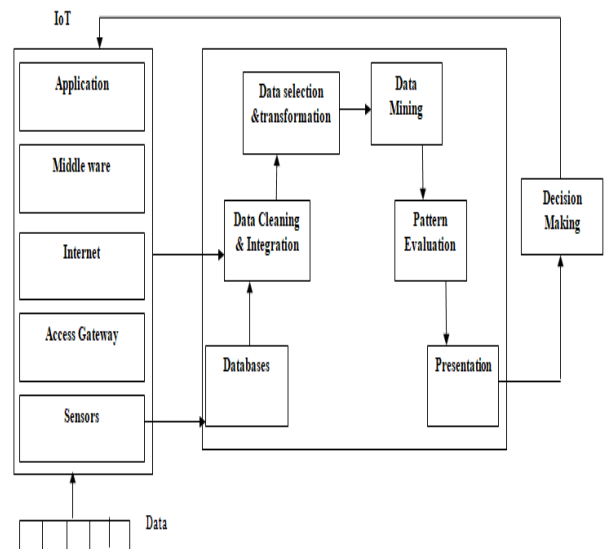 IoT
Application
Middle ware
Internet
Access Gateway
Sensors
Data
Databases
Data Cleaning
& Integration
Data selection
&transformation
Data
Mining
Pattern
Evaluation
Presentation
Decision
Making